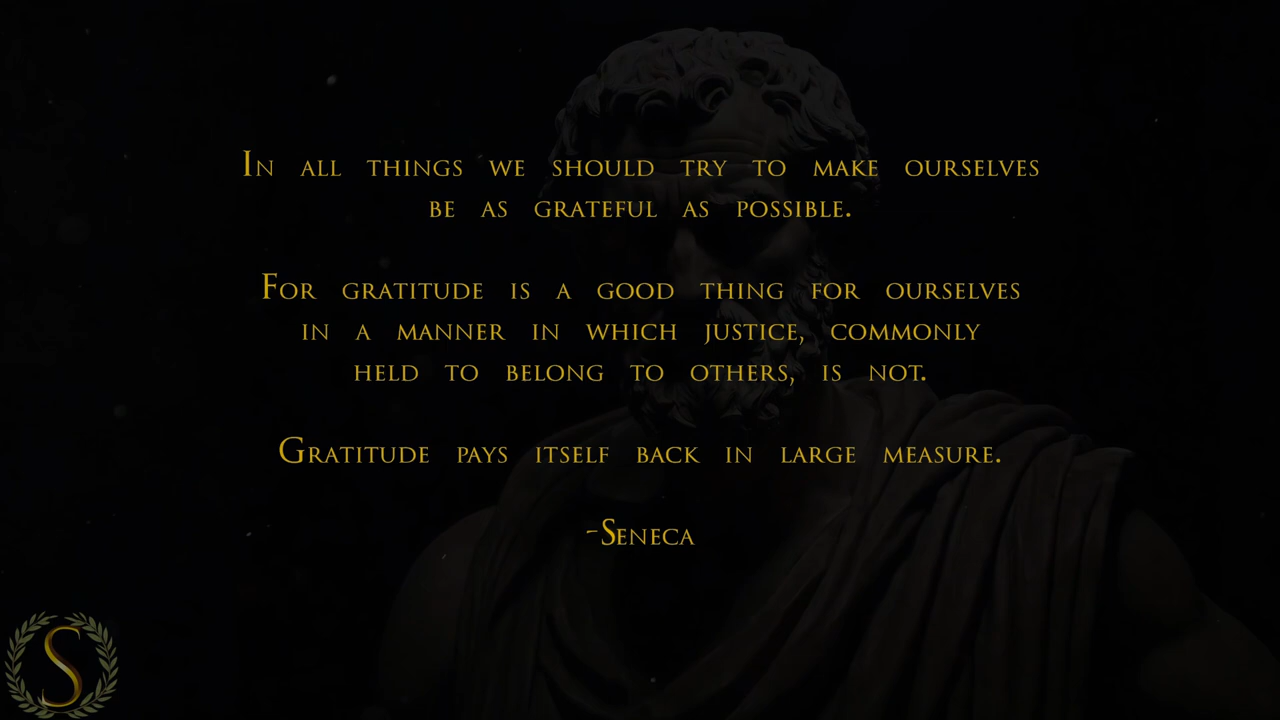 In all things we should try to make ourselves
be as grateful as possible.
For gratitude is a good thing for ourselves
in a manner in which justice, commonly
held to belong to others, is not.
Gratitude pays itself back in large measure.
-Seneca
S